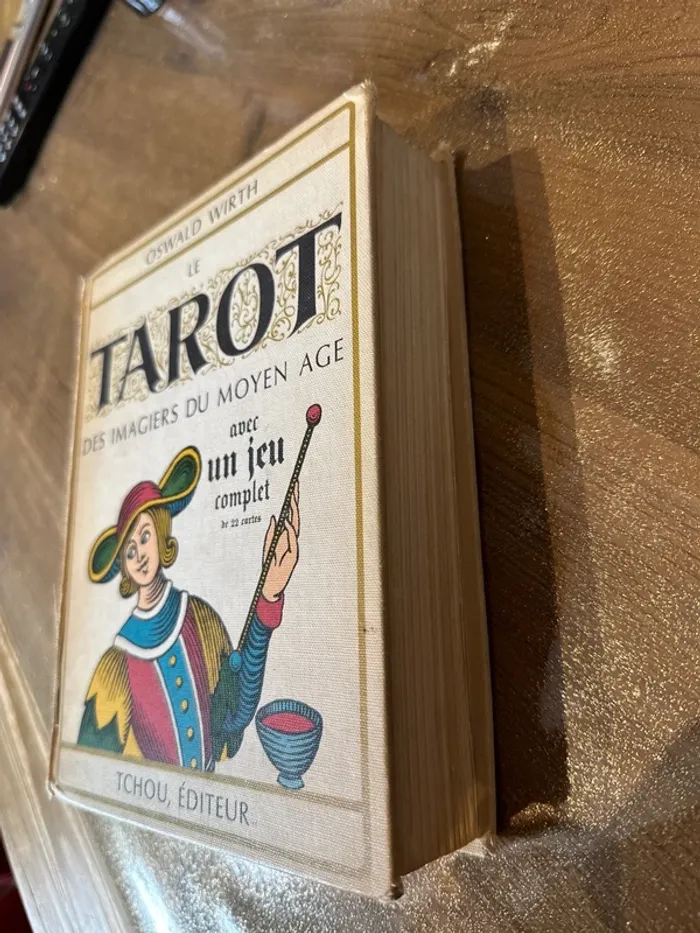 OSWALD WIRTH
LE
TAROT
DES IMAGIERS DU MOYEN AGE
avec
un jeu
complet
de 22 cartes
TCHOU, ÉDITEUR